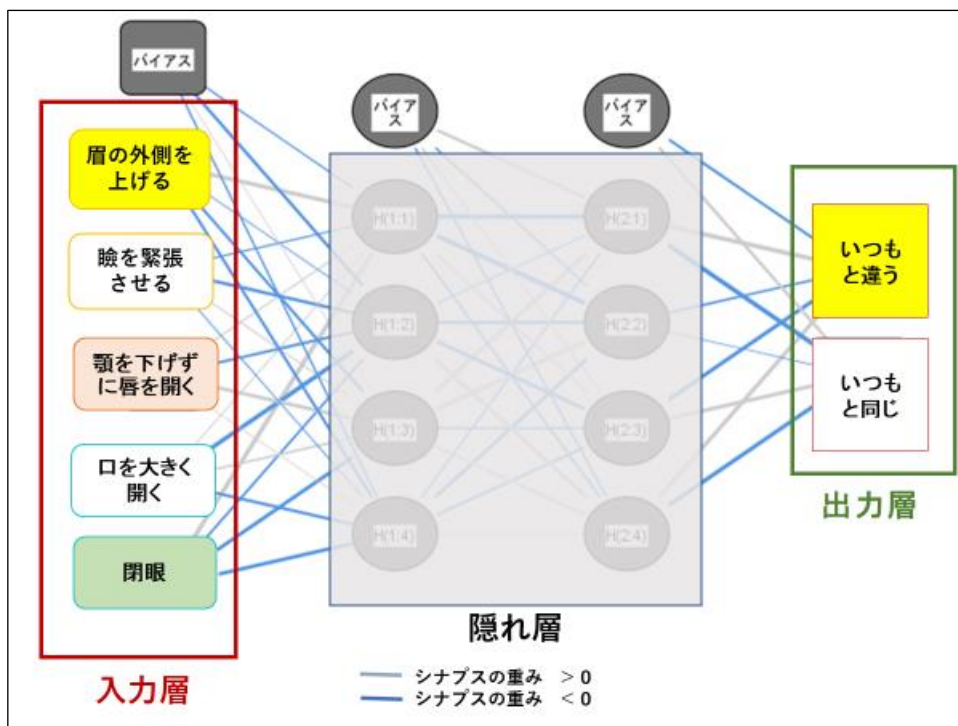 バイアス
バイア
ス
バイア
ス
眉の外側を
上げる
瞼を緊張
させる
顎を下げず
に唇を開く
口を大きく
開く
閉眼
入力層
H(1:1)
H(1:2)
H(1:3)
H(1:4)
H(2:1)
H(2:2)
H(2:3)
H(2:4)
隠れ層
いつも
と違う
いつも
と同じ
出力層
シナプスの重み ＞0
シナプスの重み ＜0